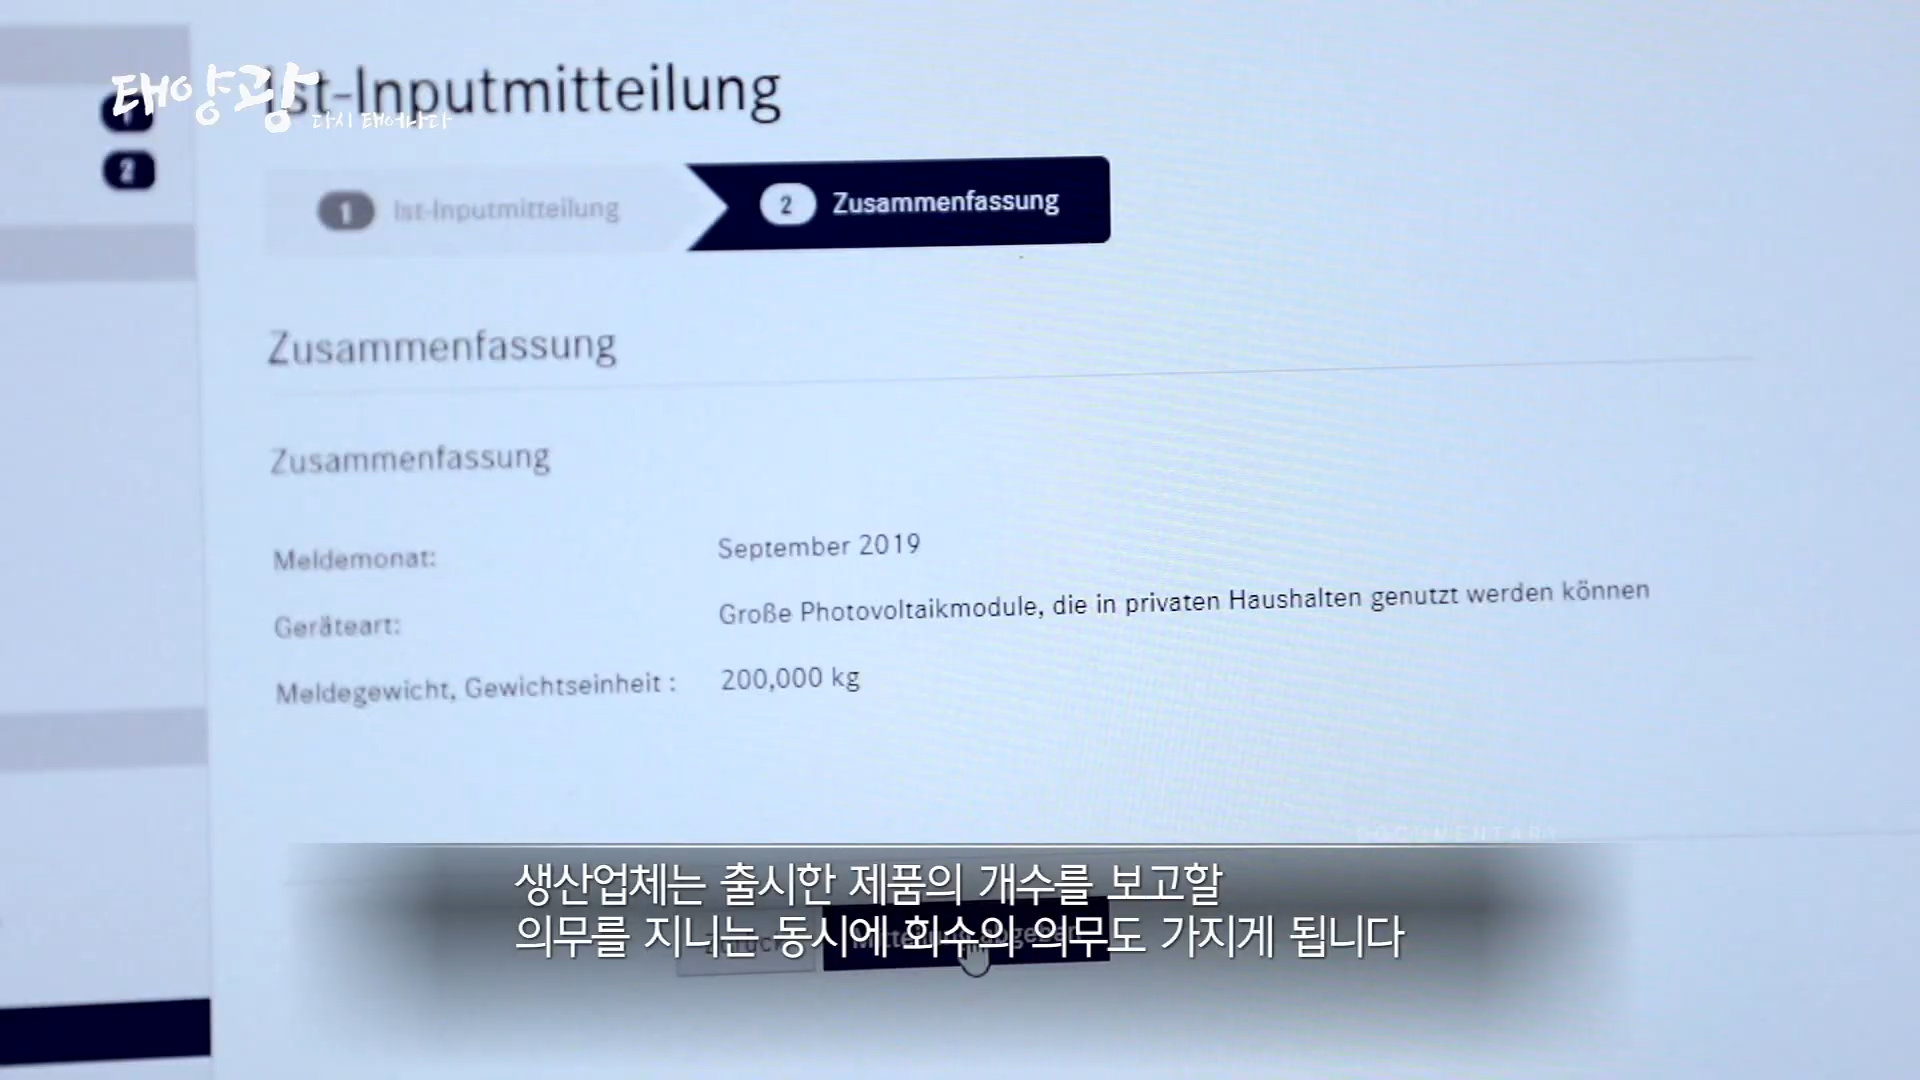 태양광
다시 태어나다
Ist-Inputmitteilung
1
2
1 Ist-Inputmitteilung
2 Zusammenfassung
Zusammenfassung
Zusammenfassung
Meldemonat: September 2019
Geräteart: Große Photovoltaikmodule, die in privaten Haushalten genutzt werden können
Meldegewicht, Gewichtseinheit : 200,000 kg
DOCUMENTARY
생산업체는 출시한 제품의 개수를 보고할
의무를 지니는 동시에 회수의 의무도 가지게 됩니다